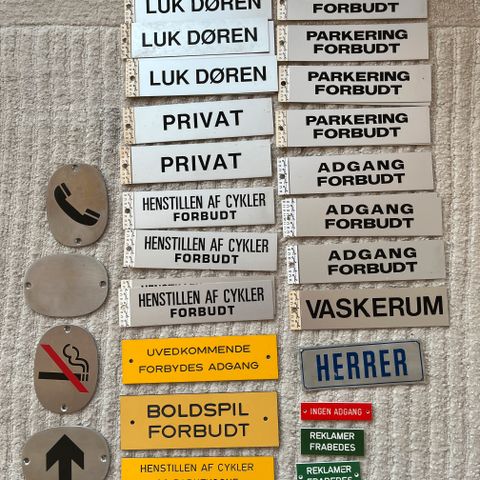 LUK DØREN
LUK DØREN
LUK DØREN
PRIVAT
PRIVAT
HENSTILLEN AF CYKLER
FORBUDT
HENSTILLEN AF CYKLER
FORBUDT
HENSTILLEN AF CYKLER
FORBUDT
UVEDKOMMENDE
FORBYDES ADGANG
BOLDSPIL
FORBUDT
HENSTILLEN AF CYKLER
FORBUDT
PARKERING
FORBUDT
PARKERING
FORBUDT
PARKERING
FORBUDT
ADGANG
FORBUDT
ADGANG
FORBUDT
ADGANG
FORBUDT
VASKERUM
HERRER
INGEN ADGANG
REKLAMER
FRABEDES
REKLAMER
FRABEDES